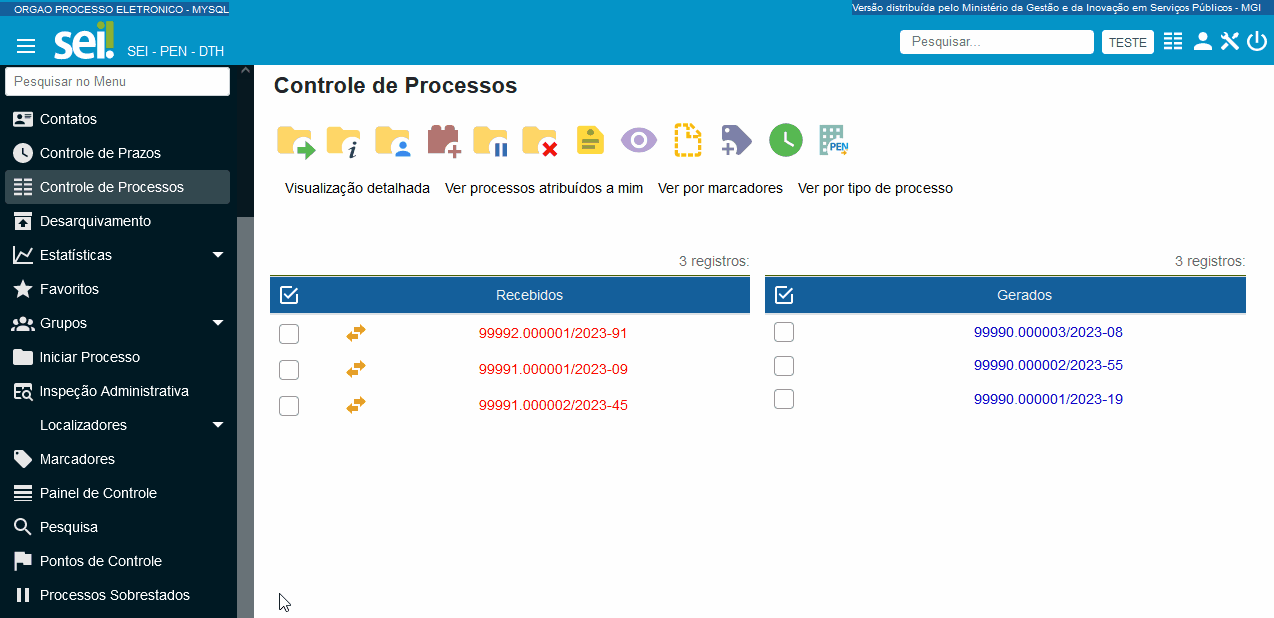 ORGAO PROCESSO ELETRONICO - MYSQL
Versão distribuída pelo Ministério da Gestão e da Inovação em Serviços Públicos - MGI
sei!
SEI - PEN - DTH
Pesquisar...
TESTE
Pesquisar no Menu
Contatos
Controle de Prazos
Controle de Processos
Desarquivamento
Estatísticas
Favoritos
Grupos
Iniciar Processo
Inspeção Administrativa
Localizadores
Marcadores
Painel de Controle
Pesquisa
Pontos de Controle
Processos Sobrestados
Controle de Processos
PEN
Visualização detalhada Ver processos atribuídos a mim Ver por marcadores Ver por tipo de processo
3 registros:
Recebidos
99992.000001/2023-91
99991.000001/2023-09
99991.000002/2023-45
3 registros:
Gerados
99990.000003/2023-08
99990.000002/2023-55
99990.000001/2023-19